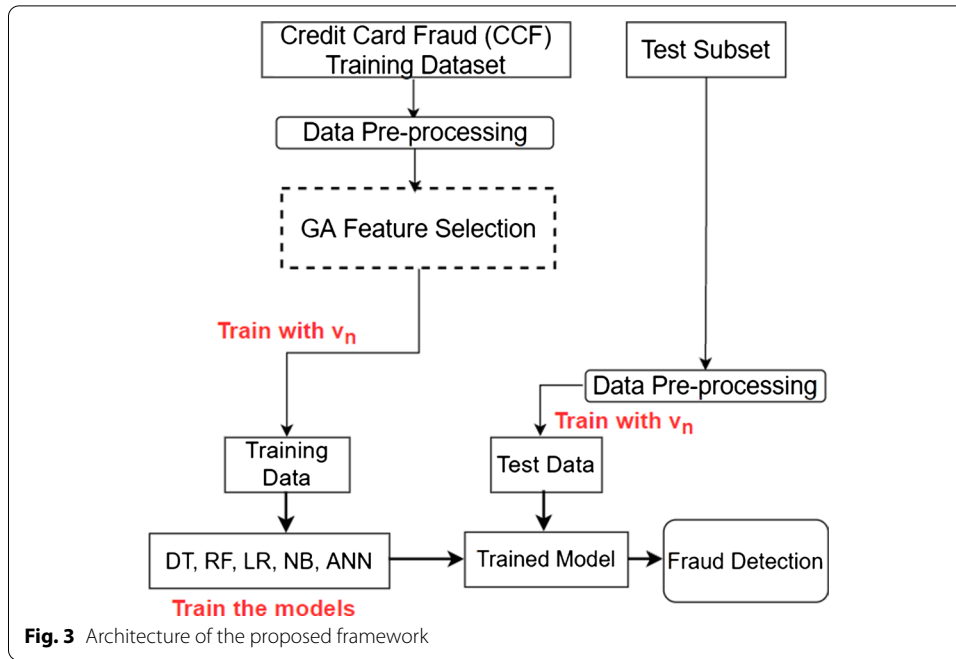 Credit Card Fraud (CCF)
Training Dataset
Test Subset
Data Pre-processing
GA Feature Selection
Train with vn
Data Pre-processing
Train with vn
Training
Data
Test Data
DT, RF, LR, NB, ANN
Trained Model
Fraud Detection
Train the models
Fig. 3 Architecture of the proposed framework